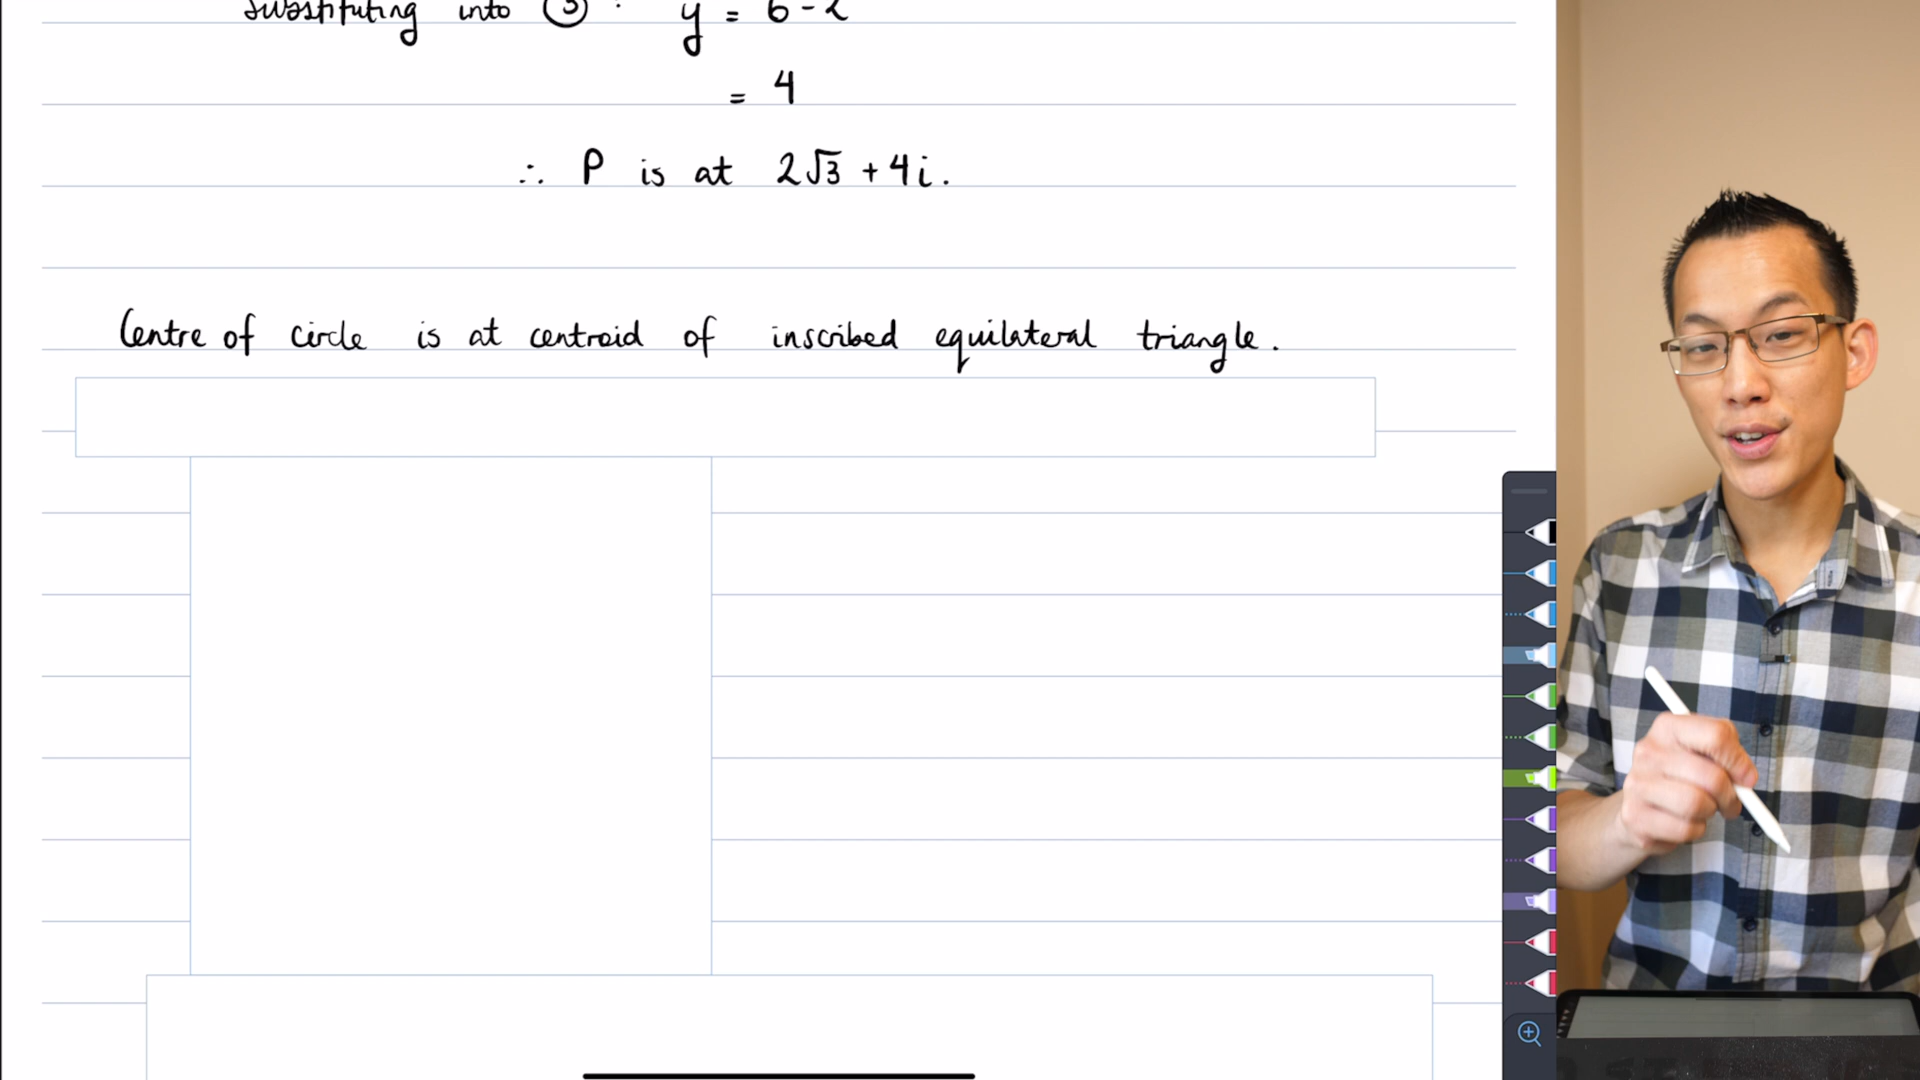 substituting into ③ : y = 6 - 2
= 4
∴ P is at 2√3 + 4i.
Centre of circle is at centroid of inscribed equilateral triangle.